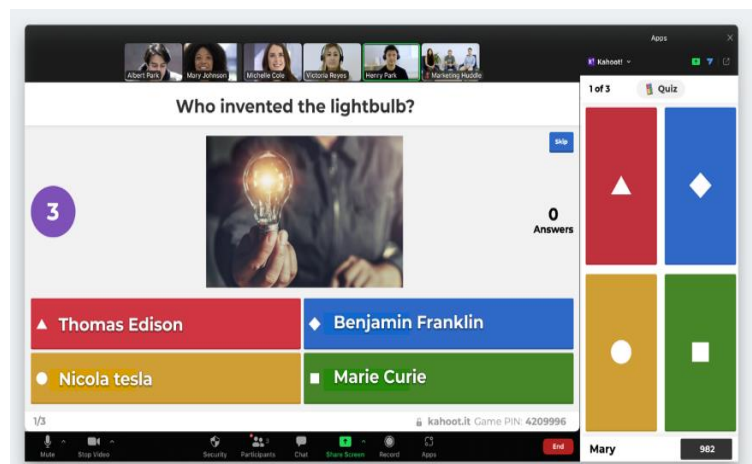 Apps
Albert Park
Mary Johnson
Michelle Cole
Victoria Reyes
Henry Park
Marketing Huddle
K! Kahoot!
1 of 3
Quiz
Who invented the lightbulb?
Skip
3
0
Answers
Thomas Edison
Benjamin Franklin
Nicola tesla
Marie Curie
1/3
kahoot.it Game PIN: 4209996
Mute
Stop Video
Security
Participants
3
Chat
Share Screen
Record
Apps
End
Mary
982